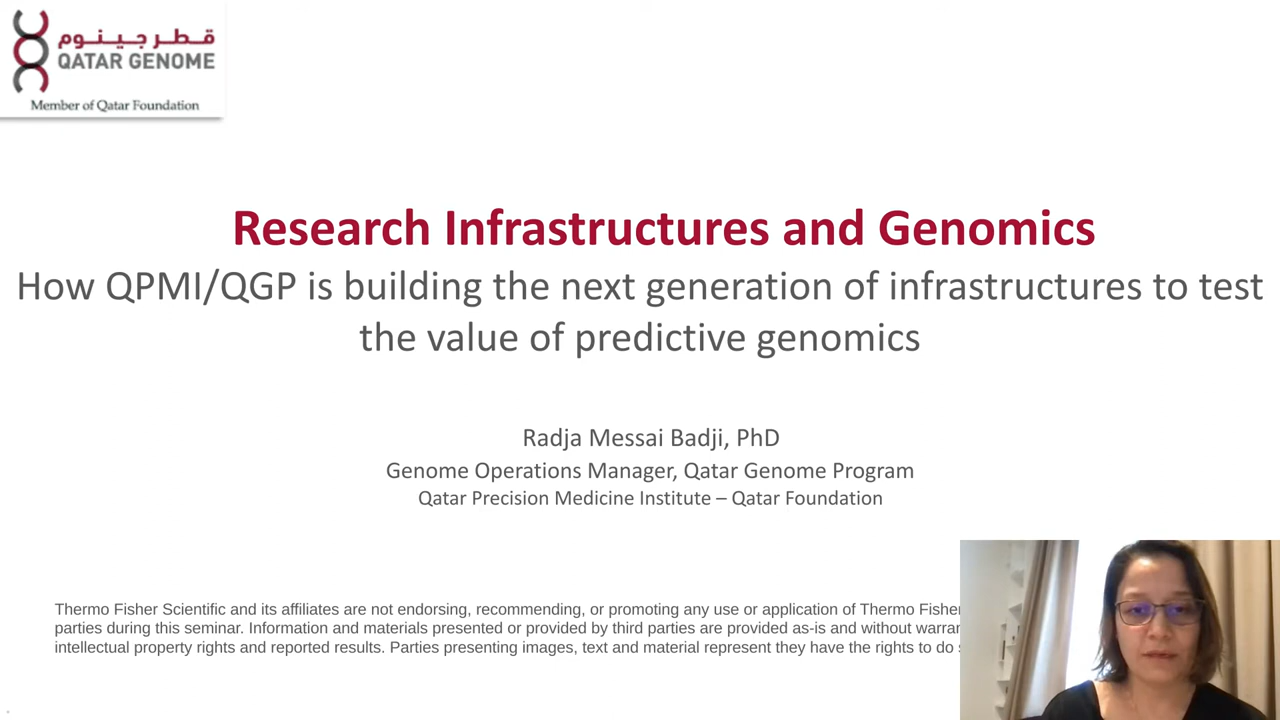 قطر جينوم
QATAR GENOME
Member of Qatar Foundation
Research Infrastructures and Genomics
How QPMI/QGP is building the next generation of infrastructures to test
the value of predictive genomics
Radja Messai Badji, PhD
Genome Operations Manager, Qatar Genome Program
Qatar Precision Medicine Institute – Qatar Foundation
Thermo Fisher Scientific and its affiliates are not endorsing, recommending, or promoting any use or application of Thermo Fisher
parties during this seminar. Information and materials presented or provided by third parties are provided as-is and without
intellectual property rights and reported results. Parties presenting images, text and material represent they have the rights to do